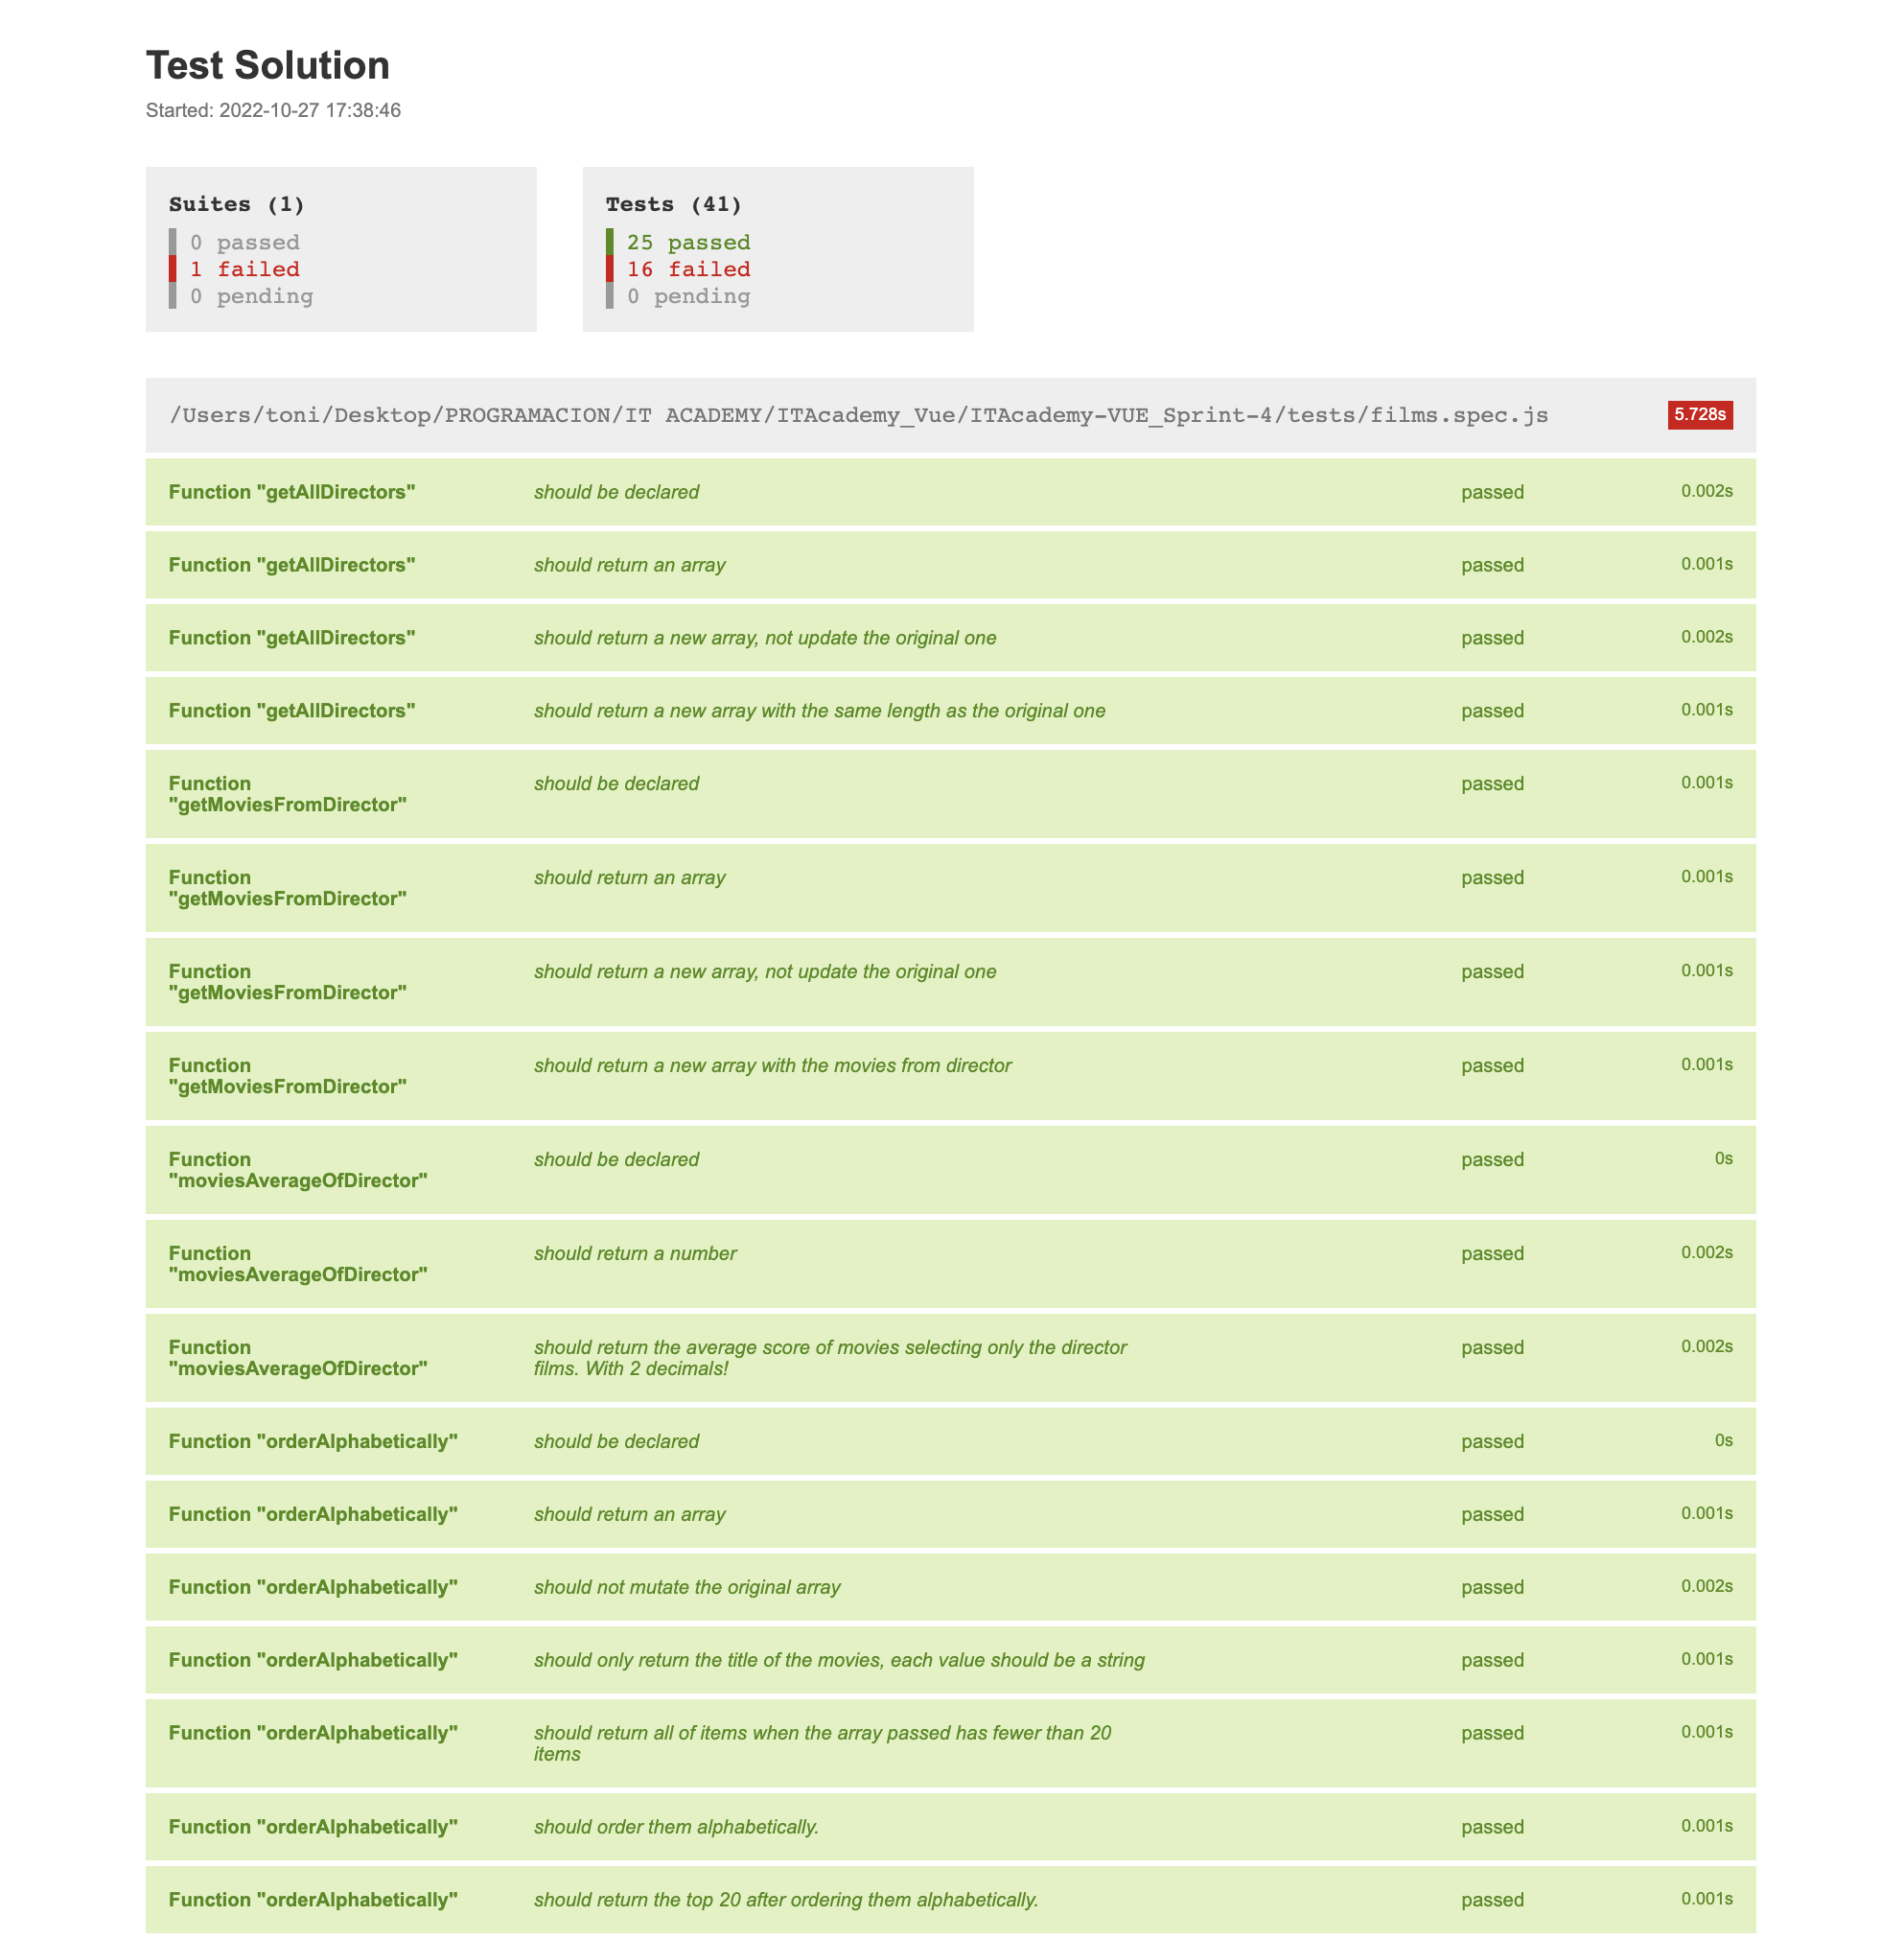 Test Solution
Started: 2022-10-27 17:38:46
Suites (1)
0 passed
1 failed
0 pending
Tests (41)
25 passed
16 failed
0 pending
/Users/toni/Desktop/PROGRAMACION/IT ACADEMY/ITAcademy_Vue/ITAcademy-VUE_Sprint-4/tests/films.spec.js 5.728s
Function "getAllDirectors" should be declared passed 0.002s
Function "getAllDirectors" should return an array passed 0.001s
Function "getAllDirectors" should return a new array, not update the original one passed 0.002s
Function "getAllDirectors" should return a new array with the same length as the original one passed 0.001s
Function should be declared passed 0.001s
"getMoviesFromDirector"
Function should return an array passed 0.001s
"getMoviesFromDirector"
Function should return a new array, not update the original one passed 0.001s
"getMoviesFromDirector"
Function should return a new array with the movies from director passed 0.001s
"getMoviesFromDirector"
Function should be declared passed 0s
"moviesAverageOfDirector"
Function should return a number passed 0.002s
"moviesAverageOfDirector"
Function should return the average score of movies selecting only the director passed 0.002s
"moviesAverageOfDirector" films. With 2 decimals!
Function "orderAlphabetically" should be declared passed 0s
Function "orderAlphabetically" should return an array passed 0.001s
Function "orderAlphabetically" should not mutate the original array passed 0.002s
Function "orderAlphabetically" should only return the title of the movies, each value should be a string passed 0.001s
Function "orderAlphabetically" should return all of items when the array passed has fewer than 20 passed 0.001s
items
Function "orderAlphabetically" should order them alphabetically. passed 0.001s
Function "orderAlphabetically" should return the top 20 after ordering them alphabetically. passed 0.001s